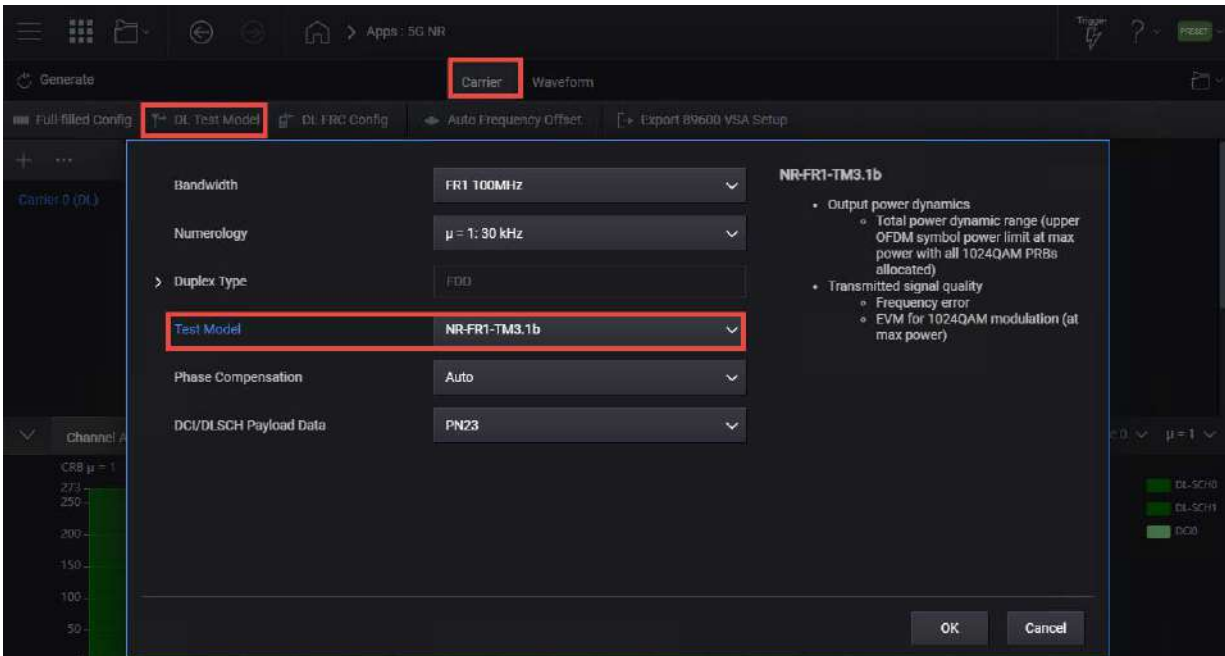 Apps : 5G NR
Trigger
?
PRESET
Generate
Carrier
Waveform
Full-filled Config
DL Test Model
DL FRC Config
Auto Frequency Offset
Export 89600 VSA Setup
+ ...
Carrier 0 (DL)
Bandwidth
FR1 100MHz
Numerology
μ = 1: 30 kHz
Duplex Type
FDD
Test Model
NR-FR1-TM3.1b
Phase Compensation
Auto
DCI/DLSCH Payload Data
PN23
NR-FR1-TM3.1b
• Output power dynamics
∘ Total power dynamic range (upper
OFDM symbol power limit at max
power with all 1024QAM PRBs
allocated)
• Transmitted signal quality
∘ Frequency error
∘ EVM for 1024QAM modulation (at
max power)
OK
Cancel
Channel
μ=1
CRB μ = 1
273
250
200
150
100
50
DL-SCH0
DL-SCH1
DCI0